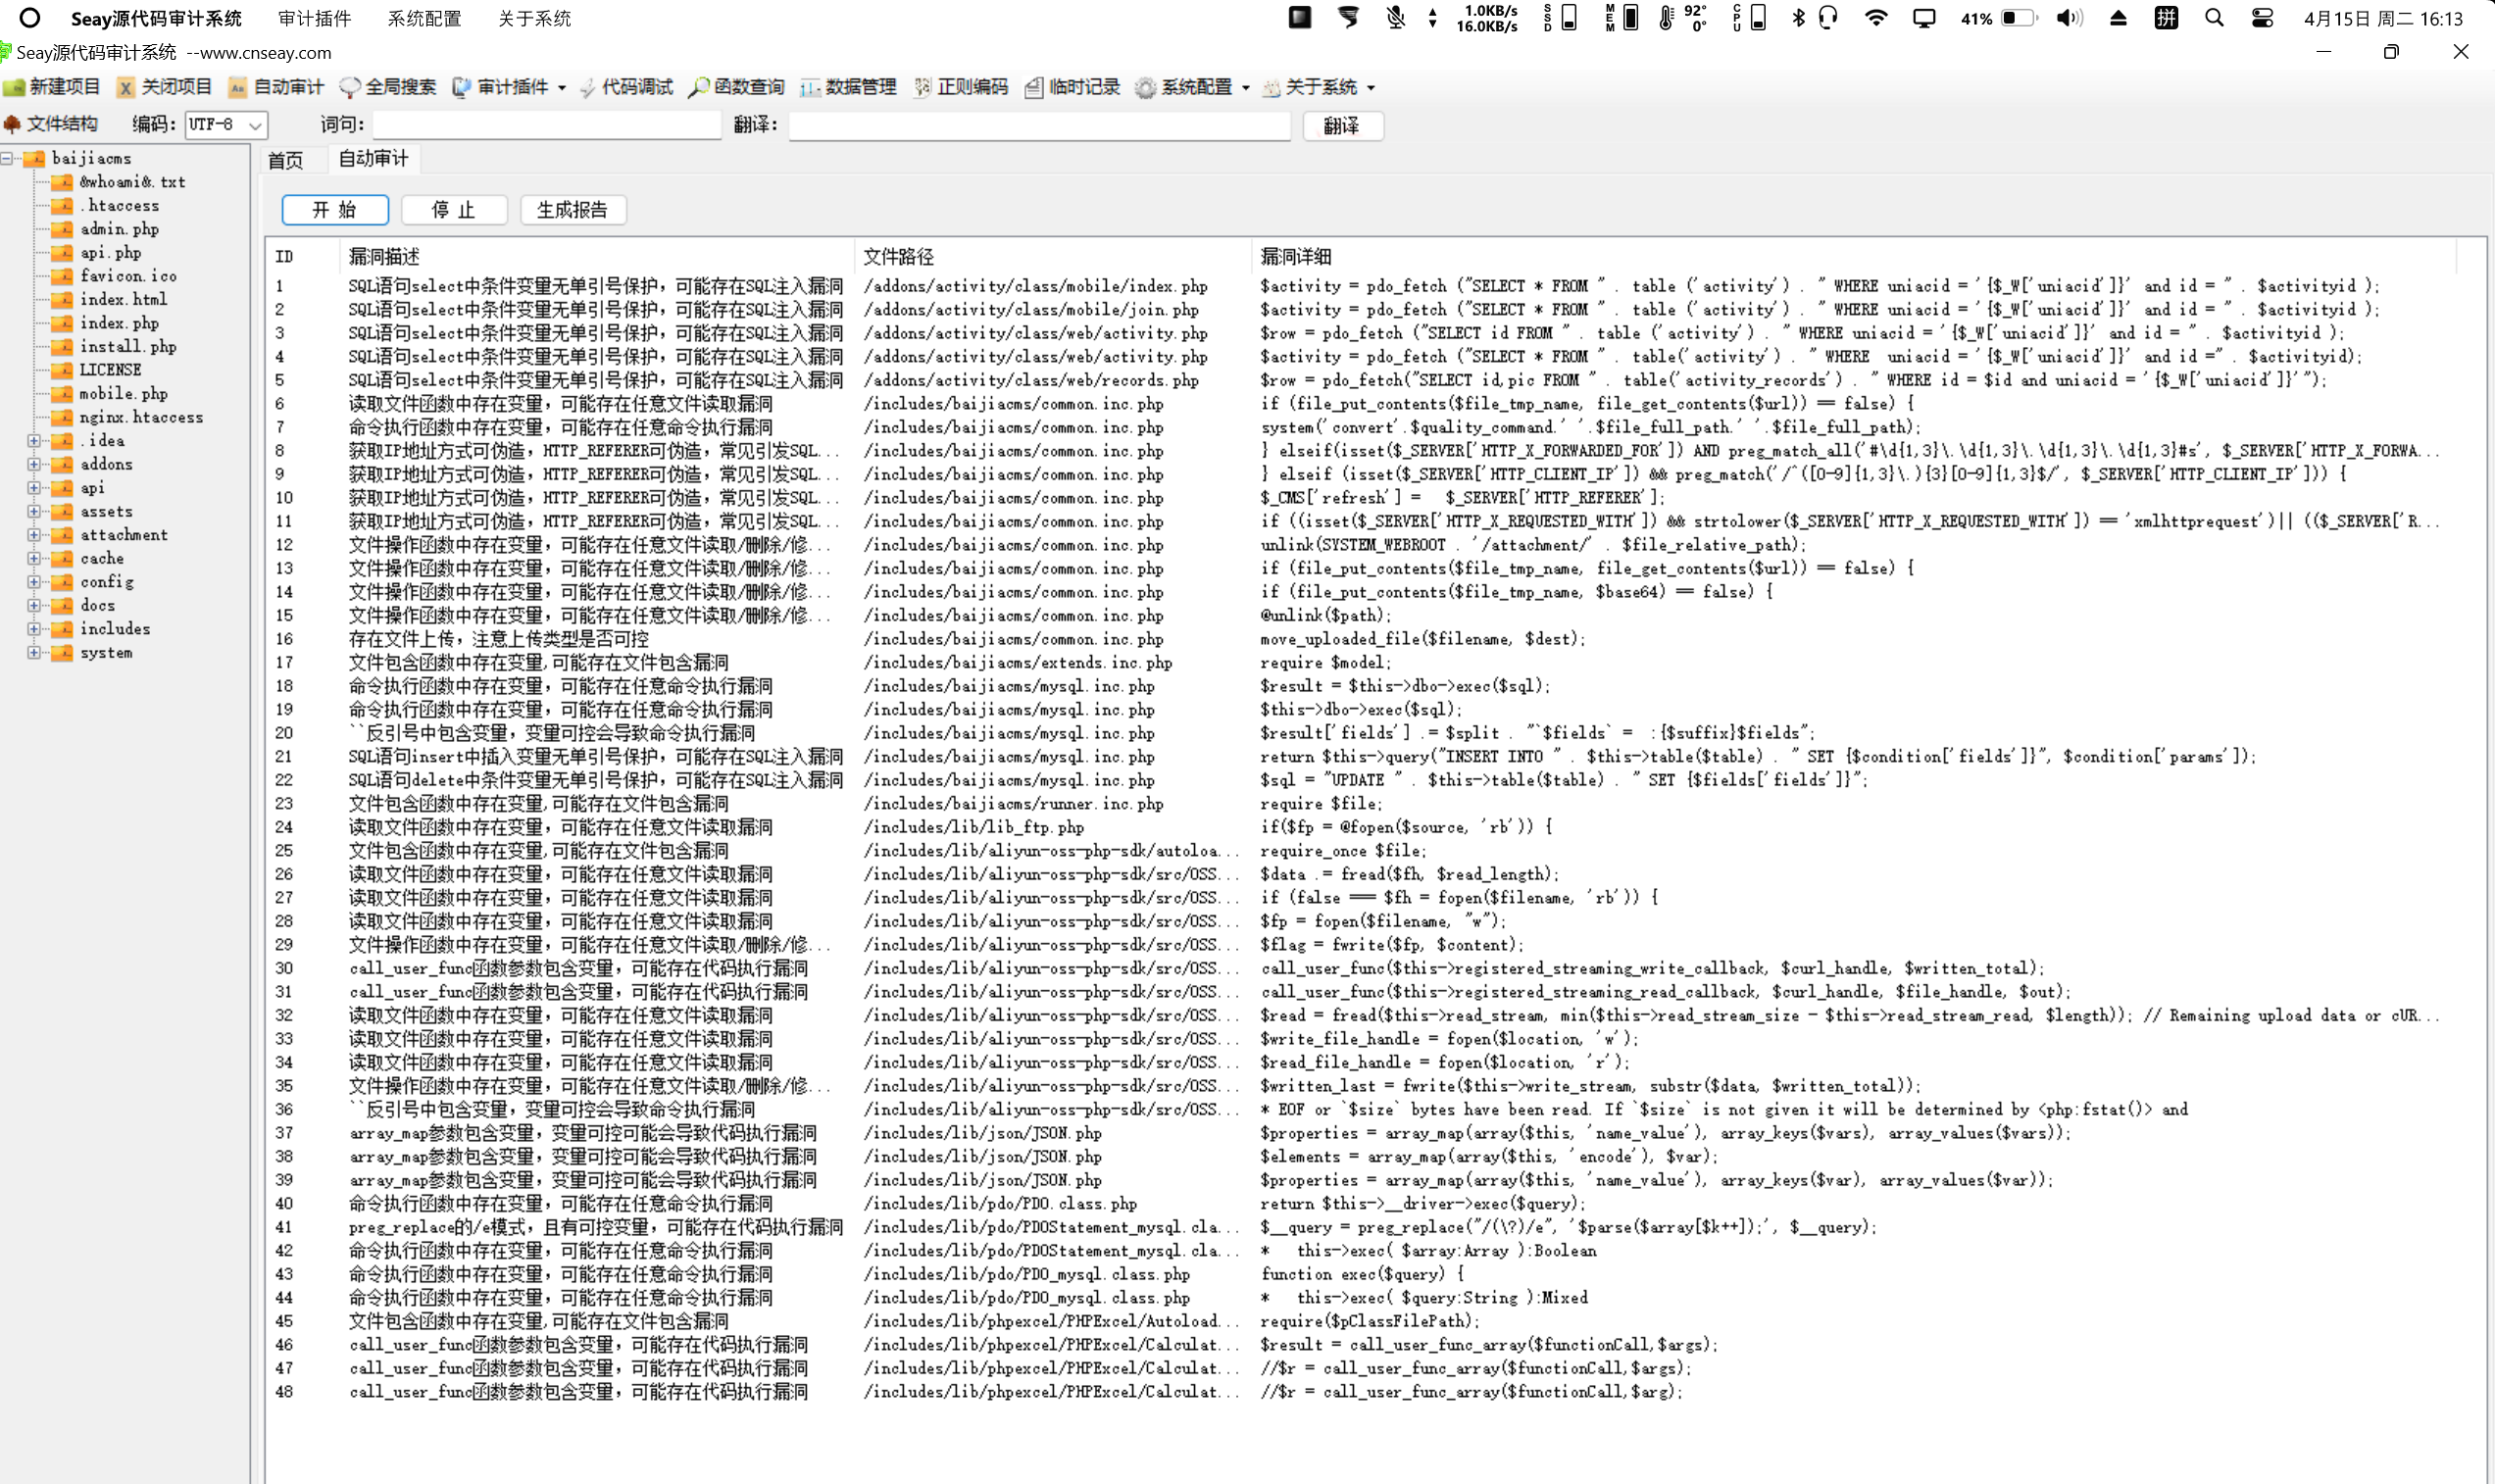 Seay源代码审计系统 审计插件 系统配置 关于系统 1.0KB/s 16.0KB/s SSD MEM 92° 0° CPU 41% 拼 4月15日 周二 16:13
Seay源代码审计系统 --www.cnseay.com
新建项目 关闭项目 自动审计 全局搜索 审计插件 代码调试 函数查询 数据管理 正则编码 临时记录 系统配置 关于系统
文件结构 编码: UTF-8 词句: 翻译: 翻译
baijiacms
&whoami&.txt
.htaccess
admin.php
api.php
favicon.ico
index.html
index.php
install.php
LICENSE
mobile.php
nginx.htaccess
.idea
addons
api
assets
attachment
cache
config
docs
includes
system
首页 自动审计
开 始 停 止 生成报告
ID 漏洞描述 文件路径 漏洞详细
1 SQL语句select中条件变量无单引号保护，可能存在SQL注入漏洞 /addons/activity/class/mobile/index.php $activity = pdo_fetch ("SELECT * FROM " . table ('activity') . " WHERE uniacid = '{$_W['uniacid']}' and id = " . $activityid );
2 SQL语句select中条件变量无单引号保护，可能存在SQL注入漏洞 /addons/activity/class/mobile/join.php $activity = pdo_fetch ("SELECT * FROM " . table ('activity') . " WHERE uniacid = '{$_W['uniacid']}' and id = " . $activityid );
3 SQL语句select中条件变量无单引号保护，可能存在SQL注入漏洞 /addons/activity/class/web/activity.php $row = pdo_fetch ("SELECT id FROM " . table ('activity') . " WHERE uniacid = '{$_W['uniacid']}' and id = " . $activityid );
4 SQL语句select中条件变量无单引号保护，可能存在SQL注入漏洞 /addons/activity/class/web/activity.php $activity = pdo_fetch ("SELECT * FROM " . table('activity') . " WHERE  uniacid = '{$_W['uniacid']}' and id =" . $activityid);
5 SQL语句select中条件变量无单引号保护，可能存在SQL注入漏洞 /addons/activity/class/web/records.php $row = pdo_fetch("SELECT id,pic FROM " . table('activity_records') . " WHERE id = $id and uniacid = '{$_W['uniacid']}'");
6 读取文件函数中存在变量，可能存在任意文件读取漏洞 /includes/baijiacms/common.inc.php if (file_put_contents($file_tmp_name, file_get_contents($url)) == false) {
7 命令执行函数中存在变量，可能存在任意命令执行漏洞 /includes/baijiacms/common.inc.php system('convert'.$quality_command.' '.$file_full_path.' '.$file_full_path);
8 获取IP地址方式可伪造，HTTP_REFERER可伪造，常见引发SQL... /includes/baijiacms/common.inc.php } elseif(isset($_SERVER['HTTP_X_FORWARDED_FOR']) AND preg_match_all('#\d{1,3}\.\d{1,3}\.\d{1,3}\.\d{1,3}#s', $_SERVER['HTTP_X_FORWA...
9 获取IP地址方式可伪造，HTTP_REFERER可伪造，常见引发SQL... /includes/baijiacms/common.inc.php } elseif (isset($_SERVER['HTTP_CLIENT_IP']) && preg_match('/^([0-9]{1,3}\.){3}[0-9]{1,3}$/', $_SERVER['HTTP_CLIENT_IP'])) {
10 获取IP地址方式可伪造，HTTP_REFERER可伪造，常见引发SQL... /includes/baijiacms/common.inc.php $_CMS['refresh'] =   $_SERVER['HTTP_REFERER'];
11 获取IP地址方式可伪造，HTTP_REFERER可伪造，常见引发SQL... /includes/baijiacms/common.inc.php if ((isset($_SERVER['HTTP_X_REQUESTED_WITH']) && strtolower($_SERVER['HTTP_X_REQUESTED_WITH']) == 'xmlhttprequest')|| (($_SERVER['R...
12 文件操作函数中存在变量，可能存在任意文件读取/删除/修... /includes/baijiacms/common.inc.php unlink(SYSTEM_WEBROOT . '/attachment/' . $file_relative_path);
13 文件操作函数中存在变量，可能存在任意文件读取/删除/修... /includes/baijiacms/common.inc.php if (file_put_contents($file_tmp_name, file_get_contents($url)) == false) {
14 文件操作函数中存在变量，可能存在任意文件读取/删除/修... /includes/baijiacms/common.inc.php if (file_put_contents($file_tmp_name, $base64) == false) {
15 文件操作函数中存在变量，可能存在任意文件读取/删除/修... /includes/baijiacms/common.inc.php @unlink($path);
16 存在文件上传，注意上传类型是否可控 /includes/baijiacms/common.inc.php move_uploaded_file($filename, $dest);
17 文件包含函数中存在变量,可能存在文件包含漏洞 /includes/baijiacms/extends.inc.php require $model;
18 命令执行函数中存在变量，可能存在任意命令执行漏洞 /includes/baijiacms/mysql.inc.php $result = $this->dbo->exec($sql);
19 命令执行函数中存在变量，可能存在任意命令执行漏洞 /includes/baijiacms/mysql.inc.php $this->dbo->exec($sql);
20 ``反引号中包含变量，变量可控会导致命令执行漏洞 /includes/baijiacms/mysql.inc.php $result['fields'] .= $split . "`$fields` =  :{$suffix}$fields";
21 SQL语句insert中插入变量无单引号保护，可能存在SQL注入漏洞 /includes/baijiacms/mysql.inc.php return $this->query("INSERT INTO " . $this->table($table) . " SET {$condition['fields']}", $condition['params']);
22 SQL语句delete中条件变量无单引号保护，可能存在SQL注入漏洞 /includes/baijiacms/mysql.inc.php $sql = "UPDATE " . $this->table($table) . " SET {$fields['fields']}";
23 文件包含函数中存在变量,可能存在文件包含漏洞 /includes/baijiacms/runner.inc.php require $file;
24 读取文件函数中存在变量，可能存在任意文件读取漏洞 /includes/lib/lib_ftp.php if($fp = @fopen($source, 'rb')) {
25 文件包含函数中存在变量,可能存在文件包含漏洞 /includes/lib/aliyun-oss-php-sdk/autoloa... require_once $file;
26 读取文件函数中存在变量，可能存在任意文件读取漏洞 /includes/lib/aliyun-oss-php-sdk/src/OSS... $data .= fread($fh, $read_length);
27 读取文件函数中存在变量，可能存在任意文件读取漏洞 /includes/lib/aliyun-oss-php-sdk/src/OSS... if (false === $fh = fopen($filename, 'rb')) {
28 读取文件函数中存在变量，可能存在任意文件读取漏洞 /includes/lib/aliyun-oss-php-sdk/src/OSS... $fp = fopen($filename, "w");
29 文件操作函数中存在变量，可能存在任意文件读取/删除/修... /includes/lib/aliyun-oss-php-sdk/src/OSS... $flag = fwrite($fp, $content);
30 call_user_func函数参数包含变量，可能存在代码执行漏洞 /includes/lib/aliyun-oss-php-sdk/src/OSS... call_user_func($this->registered_streaming_write_callback, $curl_handle, $written_total);
31 call_user_func函数参数包含变量，可能存在代码执行漏洞 /includes/lib/aliyun-oss-php-sdk/src/OSS... call_user_func($this->registered_streaming_read_callback, $curl_handle, $file_handle, $out);
32 读取文件函数中存在变量，可能存在任意文件读取漏洞 /includes/lib/aliyun-oss-php-sdk/src/OSS... $read = fread($this->read_stream, min($this->read_stream_size - $this->read_stream_read, $length)); // Remaining upload data or cUR...
33 读取文件函数中存在变量，可能存在任意文件读取漏洞 /includes/lib/aliyun-oss-php-sdk/src/OSS... $write_file_handle = fopen($location, 'w');
34 读取文件函数中存在变量，可能存在任意文件读取漏洞 /includes/lib/aliyun-oss-php-sdk/src/OSS... $read_file_handle = fopen($location, 'r');
35 文件操作函数中存在变量，可能存在任意文件读取/删除/修... /includes/lib/aliyun-oss-php-sdk/src/OSS... $written_last = fwrite($this->write_stream, substr($data, $written_total));
36 ``反引号中包含变量，变量可控会导致命令执行漏洞 /includes/lib/aliyun-oss-php-sdk/src/OSS... * EOF or `$size` bytes have been read. If `$size` is not given it will be determined by <php:fstat()> and
37 array_map参数包含变量，变量可控可能会导致代码执行漏洞 /includes/lib/json/JSON.php $properties = array_map(array($this, 'name_value'), array_keys($vars), array_values($vars));
38 array_map参数包含变量，变量可控可能会导致代码执行漏洞 /includes/lib/json/JSON.php $elements = array_map(array($this, 'encode'), $var);
39 array_map参数包含变量，变量可控可能会导致代码执行漏洞 /includes/lib/json/JSON.php $properties = array_map(array($this, 'name_value'), array_keys($var), array_values($var));
40 命令执行函数中存在变量，可能存在任意命令执行漏洞 /includes/lib/pdo/PDO.class.php return $this->__driver->exec($query);
41 preg_replace的/e模式，且有可控变量，可能存在代码执行漏洞 /includes/lib/pdo/PDOStatement_mysql.cla... $__query = preg_replace("/(\?)/e", '$parse($array[$k++]);', $__query);
42 命令执行函数中存在变量，可能存在任意命令执行漏洞 /includes/lib/pdo/PDOStatement_mysql.cla... *   this->exec( $array:Array ):Boolean
43 命令执行函数中存在变量，可能存在任意命令执行漏洞 /includes/lib/pdo/PDO_mysql.class.php function exec($query) {
44 命令执行函数中存在变量，可能存在任意命令执行漏洞 /includes/lib/pdo/PDO_mysql.class.php *   this->exec( $query:String ):Mixed
45 文件包含函数中存在变量,可能存在文件包含漏洞 /includes/lib/phpexcel/PHPExcel/Autoload... require($pClassFilePath);
46 call_user_func函数参数包含变量，可能存在代码执行漏洞 /includes/lib/phpexcel/PHPExcel/Calculat... $result = call_user_func_array($functionCall,$args);
47 call_user_func函数参数包含变量，可能存在代码执行漏洞 /includes/lib/phpexcel/PHPExcel/Calculat... //$r = call_user_func_array($functionCall,$args);
48 call_user_func函数参数包含变量，可能存在代码执行漏洞 /includes/lib/phpexcel/PHPExcel/Calculat... //$r = call_user_func_array($functionCall,$arg);